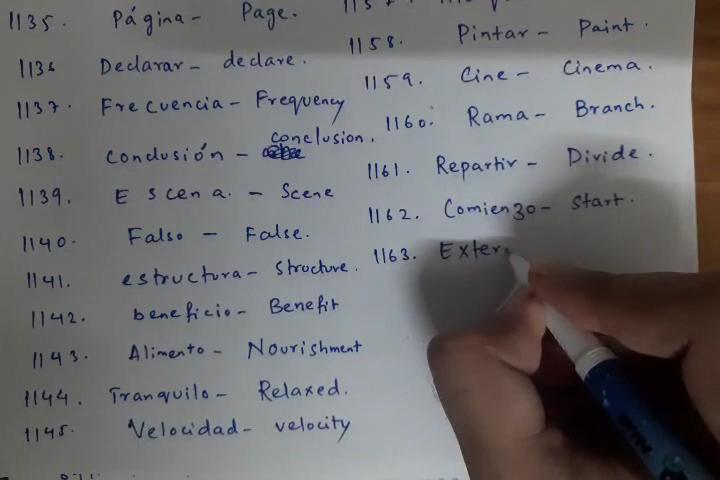 1135. Página - Page.
1136 Declarar - declare.
1137. Frecuencia - Frequency
1138. conclusión - conclusion.
1139. Escena. - Scene
1140. Falso - False.
1141. estructura - Structure.
1142. beneficio - Benefit
1143. Alimento - Nourishment
1144. Tranquilo - Relaxed.
1145. Velocidad - velocity
1158. Pintar - Paint.
1159. Cine - Cinema.
1160. Rama - Branch.
1161. Repartir - Divide.
1162. Comienzo - Start.
1163. Exter